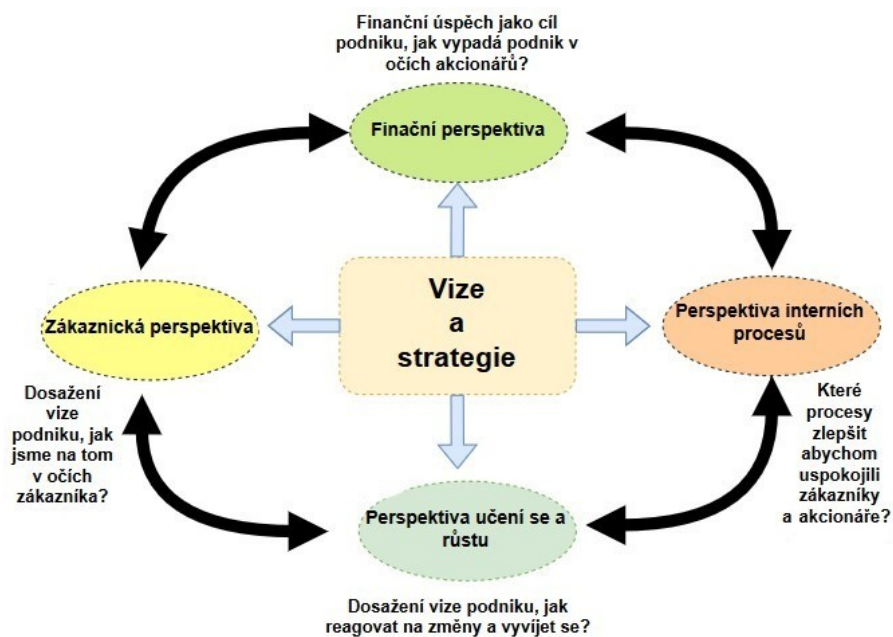 Finanční úspěch jako cíl
podniku, jak vypadá podnik v
očích akcionářů?
Finační perspektiva
Zákaznická perspektiva
Vize
a
strategie
Perspektiva interních
procesů
Dosažení
vize
podniku, jak
jsme na tom
v očích
zákazníka?
Které
procesy
zlepšit
abychom
uspokojili
zákazníky
a akcionáře?
Perspektiva učení se a
růstu
Dosažení vize podniku, jak
reagovat na změny a vyvíjet se?